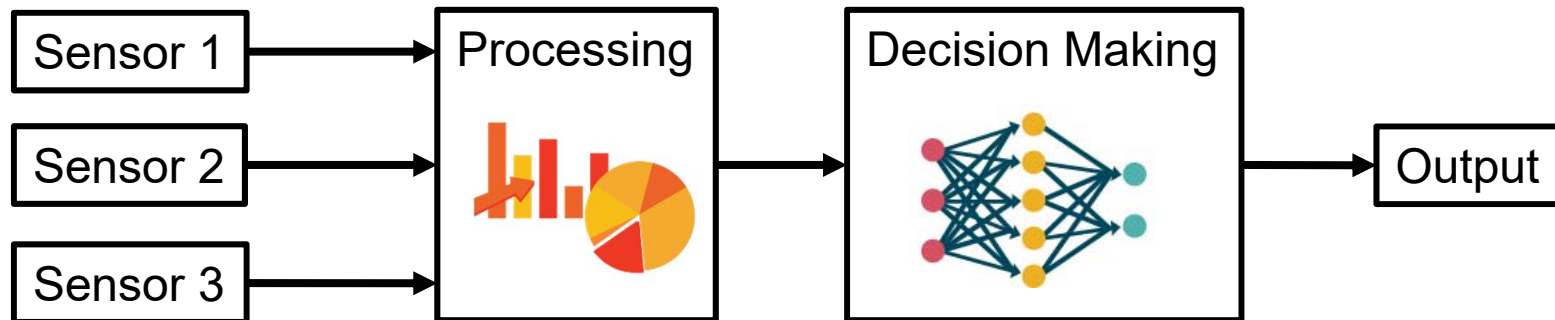 Sensor 1
Processing
Decision Making
Sensor 2
Output
Sensor 3